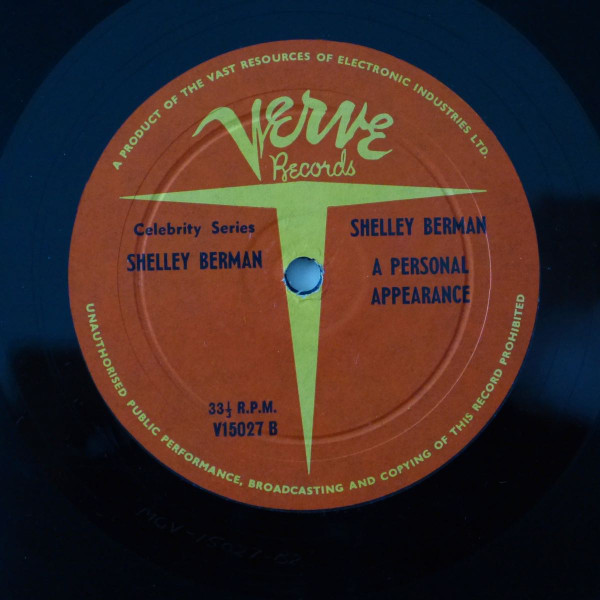 A PRODUCT OF THE VAST RESOURCES OF ELECTRONIC INDUSTRIES LTD.
Verve
Records
Celebrity Series
SHELLEY BERMAN
SHELLEY BERMAN
A PERSONAL
APPEARANCE
33⅓ R.P.M.
V15027 B
UNAUTHORISED PUBLIC PERFORMANCE, BROADCASTING AND COPYING OF THIS RECORD PROHIBITED